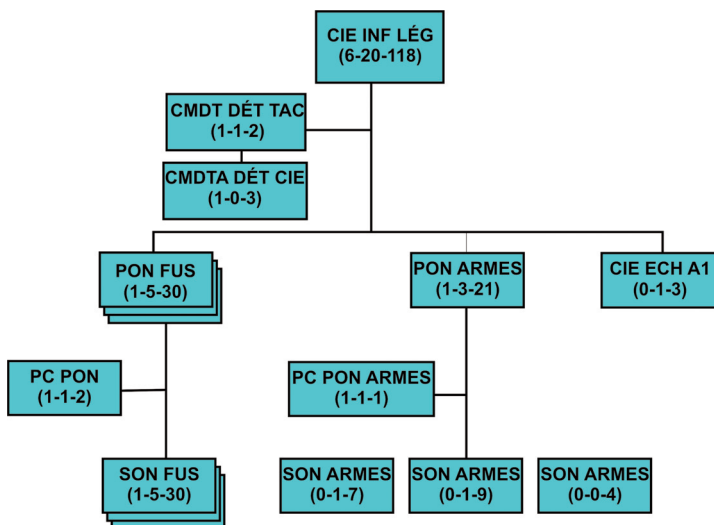 CIE INF LÉG
(6-20-118)
CMDT DÉT TAC
(1-1-2)
CMDTA DÉT CIE
(1-0-3)
PON FUS
(1-5-30)
PON ARMES
(1-3-21)
CIE ECH A1
(0-1-3)
PC PON
(1-1-2)
PC PON ARMES
(1-1-1)
SON FUS
(1-5-30)
SON ARMES
(0-1-7)
SON ARMES
(0-1-9)
SON ARMES
(0-0-4)